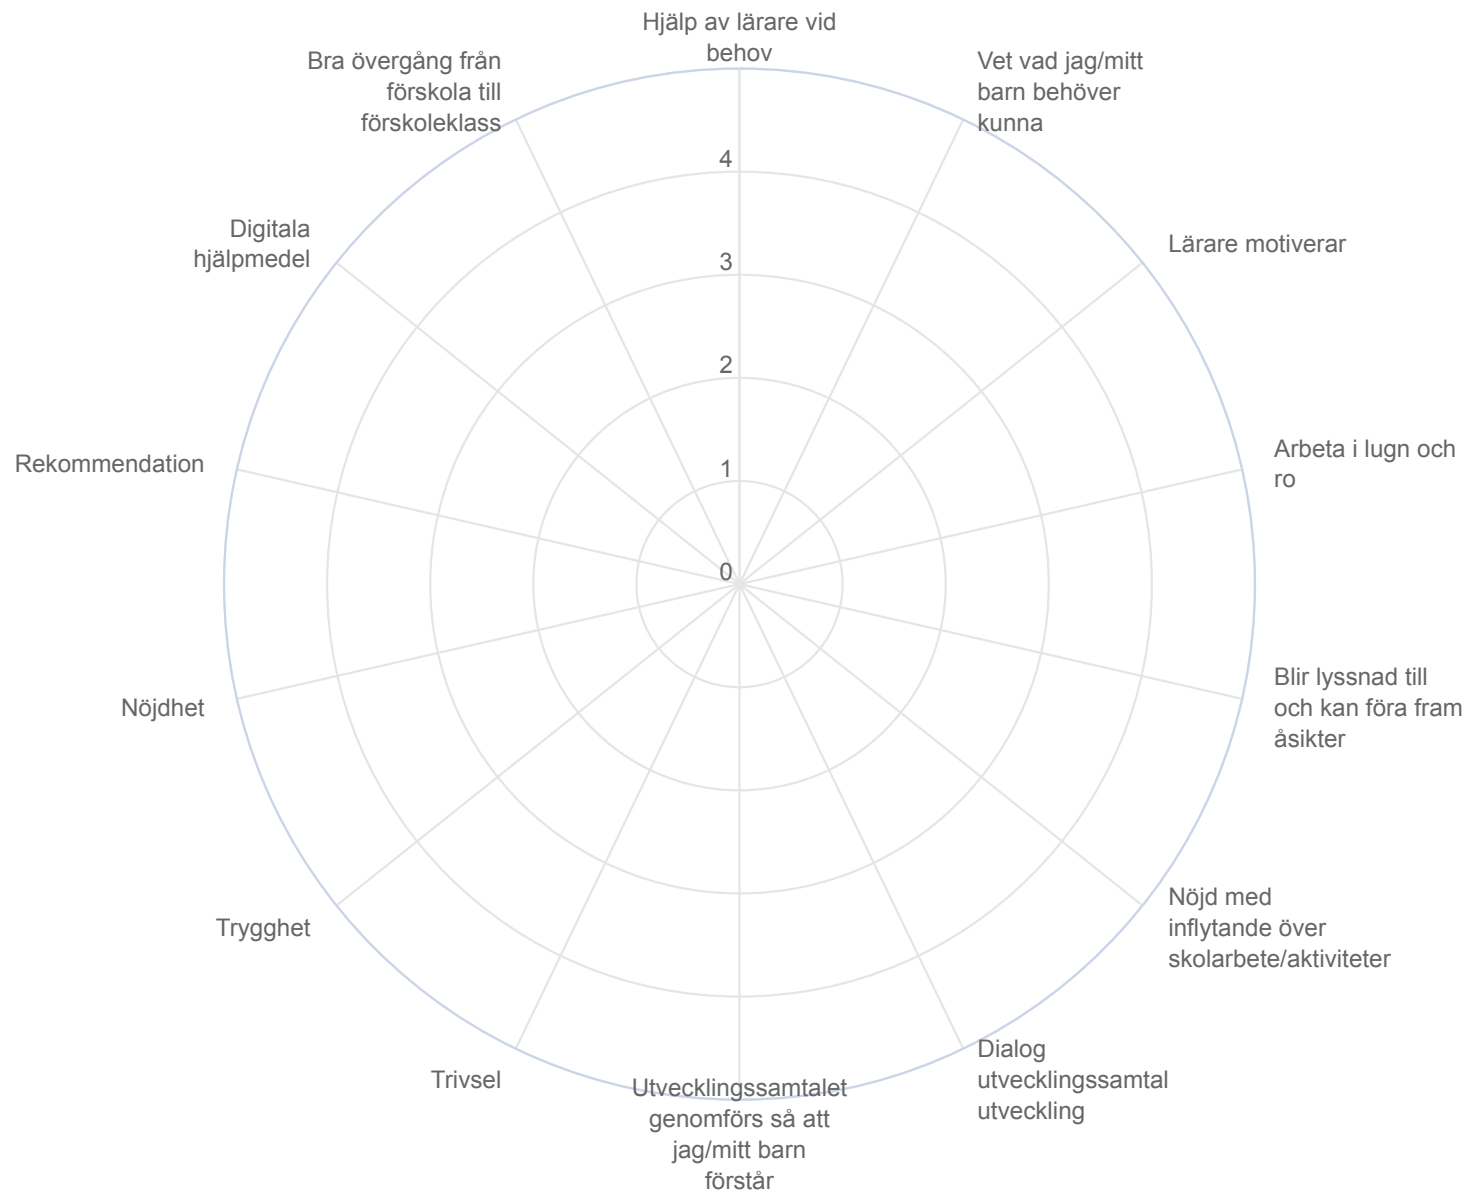 Hjälp av lärare vid
behov
Vet vad jag/mitt
barn behöver
kunna
Lärare motiverar
Arbeta i lugn och
ro
Blir lyssnad till
och kan föra fram
åsikter
Nöjd med
inflytande över
skolarbete/aktiviteter
Dialog
utvecklingssamtal
utveckling
Utvecklingssamtalet
genomförs så att
jag/mitt barn
förstår
Trivsel
Trygghet
Nöjdhet
Rekommendation
Digitala
hjälpmedel
Bra övergång från
förskola till
förskoleklass
4
3
2
1
0